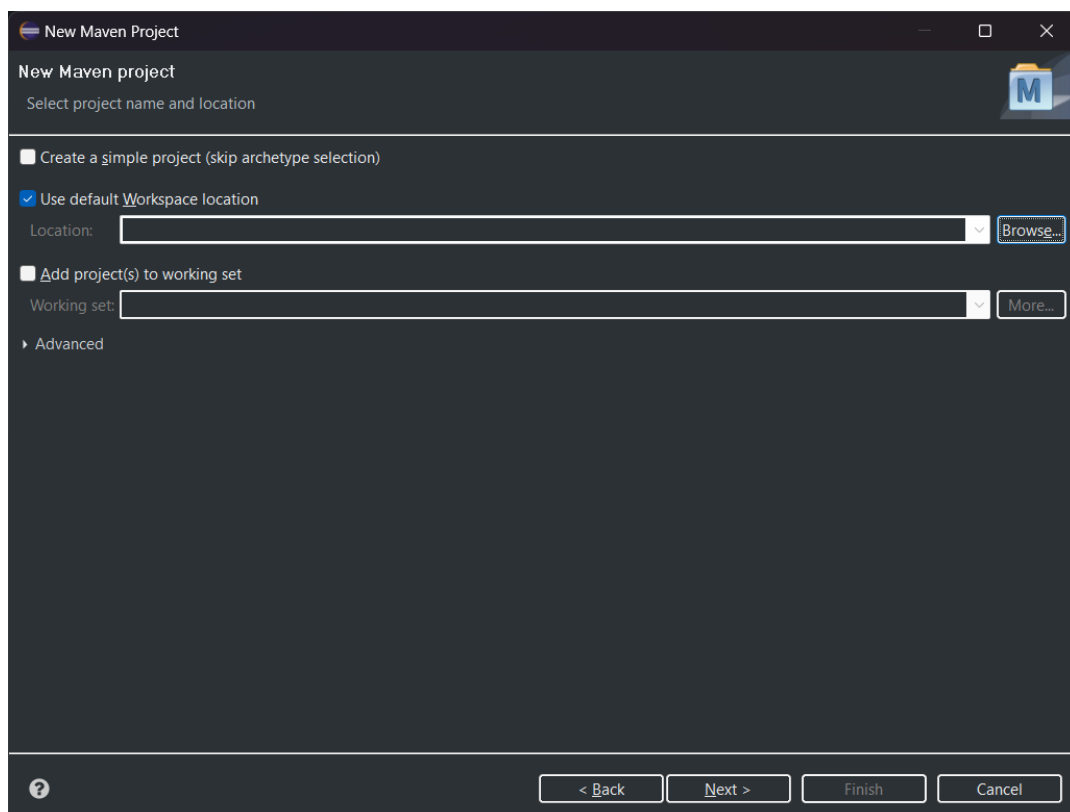 New Maven Project
New Maven project
Select project name and location
M
Create a simple project (skip archetype selection)
Use default Workspace location
Location: Browse...
Add project(s) to working set
Working set: More...
Advanced
? < Back Next > Finish Cancel